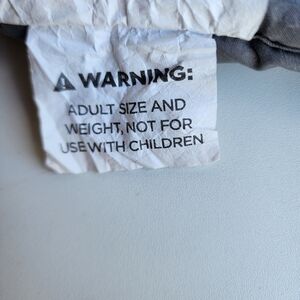 ⚠ WARNING:
ADULT SIZE AND
WEIGHT, NOT FOR
USE WITH CHILDREN